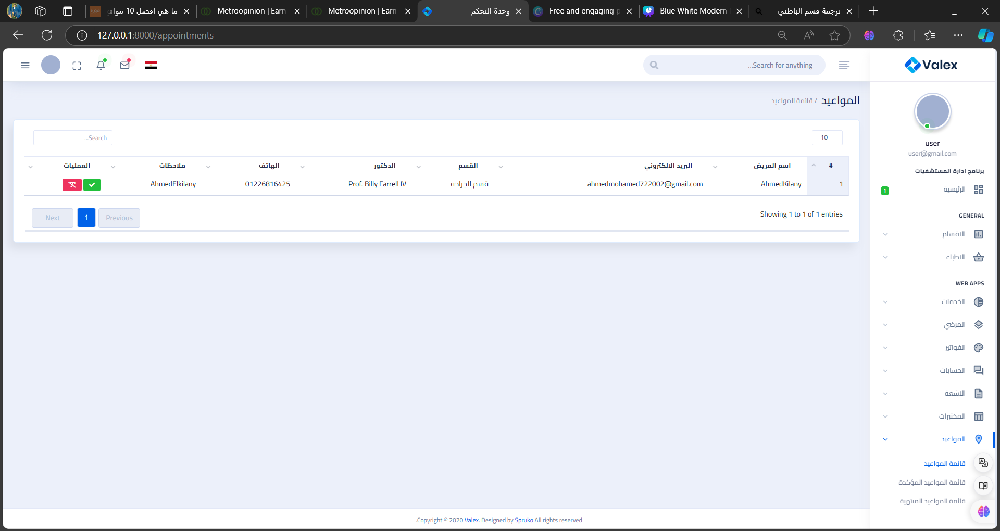 ما هي افضل 10 مواقع
Metroopinion | Earn
Metroopinion | Earn
وحدة التحكم
Free and engaging p
Blue White Modern
ترجمة قسم الباطني -
127.0.0.1:8000/appointments
...Search for anything
Valex
المواعيد / قائمة المواعيد
...Search
10
# اسم المريض البريد الالكتروني القسم الدكتور الهاتف ملاحظات العمليات
1 AhmedKilany ahmedmohamed722002@gmail.com قسم الجراحه Prof. Billy Farrell IV 01226816425 AhmedElkilany
Showing 1 to 1 of 1 entries
Previous 1 Next
user
user@gmail.com
برنامج ادارة المستشفيات
الرئيسية 1
GENERAL
الاقسام
الاطباء
WEB APPS
الخدمات
المرضي
الفواتير
الحسابات
الاشعة
المختبرات
المواعيد
قائمة المواعيد
قائمة المواعيد المؤكدة
قائمة المواعيد المنتهية
.Copyright © 2020 Valex. Designed by Spruko All rights reserved